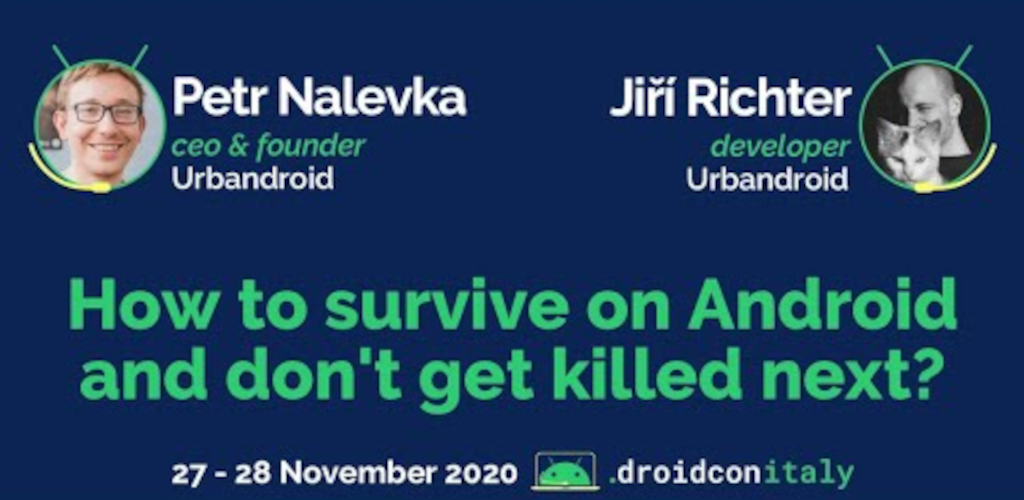 Petr Nalevka
ceo & founder
Urbandroid
Jiří Richter
developer
Urbandroid
How to survive on Android
and don't get killed next?
27 - 28 November 2020 .droidconitaly